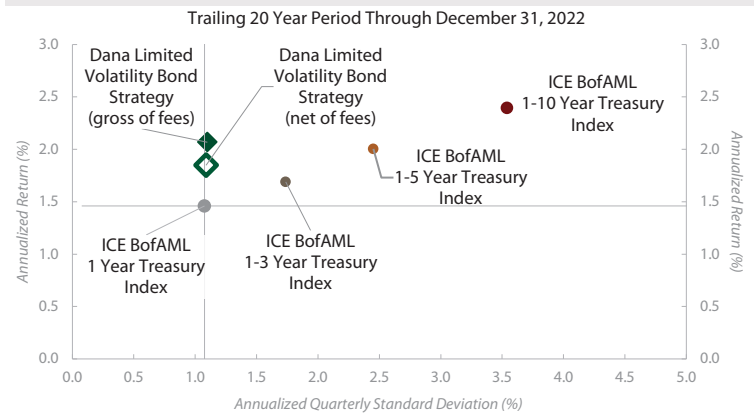 Trailing 20 Year Period Through December 31, 2022
3.0
2.5
2.0
1.5
1.0
0.5
0.0
Annualized Return (%)
Dana Limited
Volatility Bond
Strategy
(gross of fees)
Dana Limited
Volatility Bond
Strategy
(net of fees)
ICE BofAML
1-10 Year Treasury
Index
ICE BofAML
1-5 Year Treasury
Index
ICE BofAML
1 Year Treasury
Index
ICE BofAML
1-3 Year Treasury
Index
3.0
2.5
2.0
1.5
1.0
0.5
0.0
Annualized Return (%)
0.0 0.5 1.0 1.5 2.0 2.5 3.0 3.5 4.0 4.5 5.0
Annualized Quarterly Standard Deviation (%)